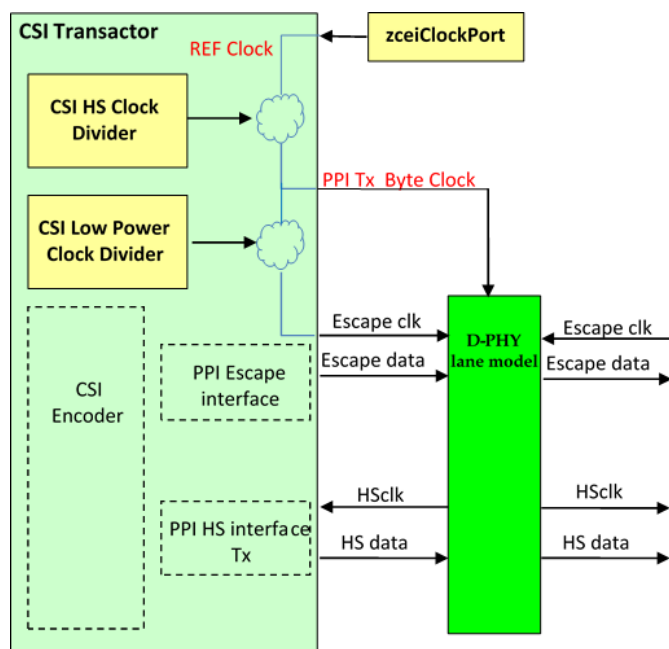 CSI Transactor
REF Clock
zceiClockPort
CSI HS Clock
Divider
PPI Tx  Byte Clock
CSI Low Power
Clock Divider
Escape clk
D-PHY
lane model
Escape clk
Escape data
Escape data
PPI Escape
interface
CSI
Encoder
HSclk
HSclk
PPI HS interface
Tx
HS data
HS data